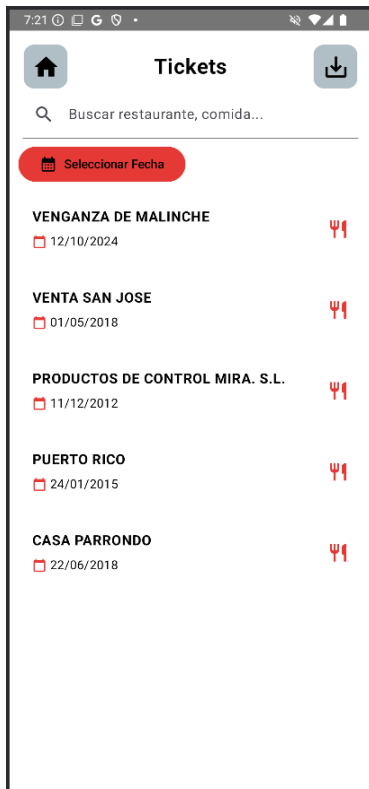 7:21
Tickets
Buscar restaurante, comida...
Seleccionar Fecha
VENGANZA DE MALINCHE
12/10/2024
VENTA SAN JOSE
01/05/2018
PRODUCTOS DE CONTROL MIRA. S.L.
11/12/2012
PUERTO RICO
24/01/2015
CASA PARRONDO
22/06/2018